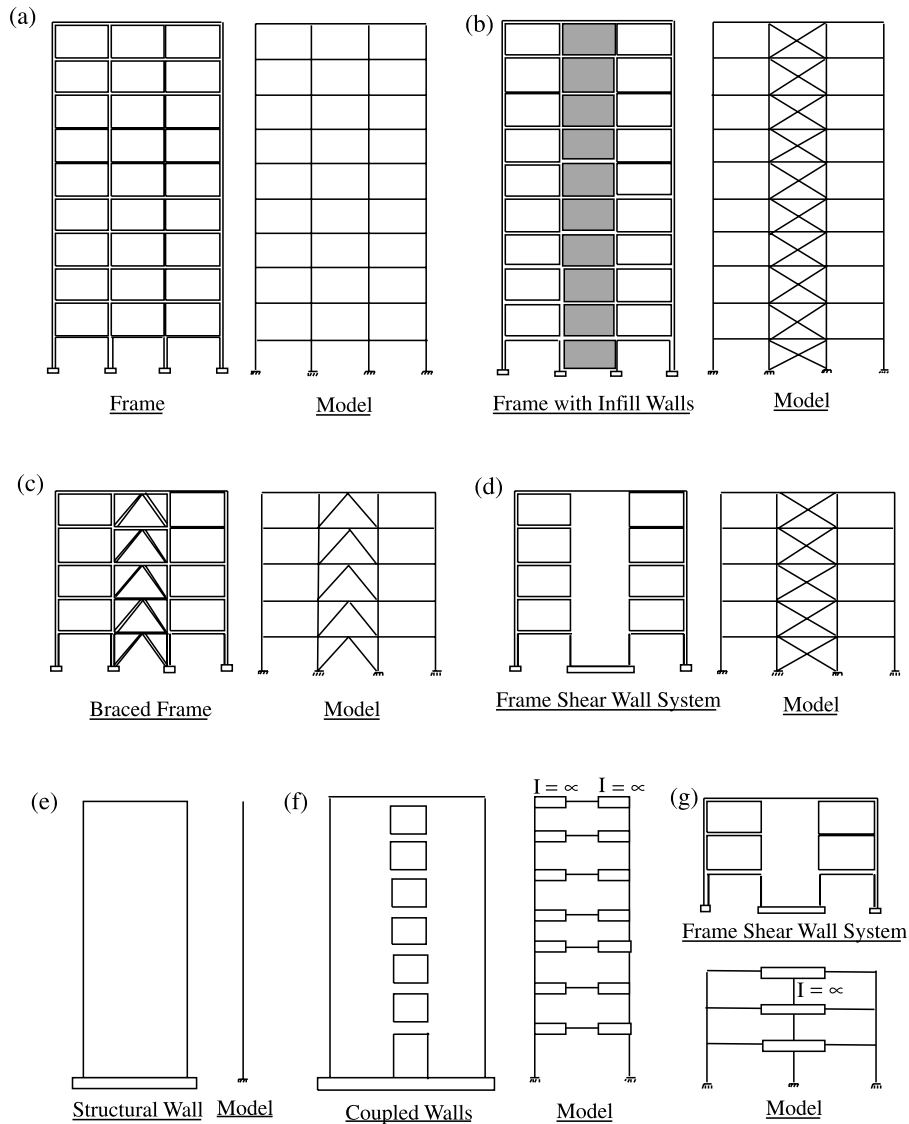 (a)
(b)
Frame
Model
Frame with Infill Walls
Model
(c)
(d)
Braced Frame
Model
Frame Shear Wall System
Model
(e)
(f)
I = ∝ I = ∝
(g)
Frame Shear Wall System
I = ∝
Structural Wall
Model
Coupled Walls
Model
Model